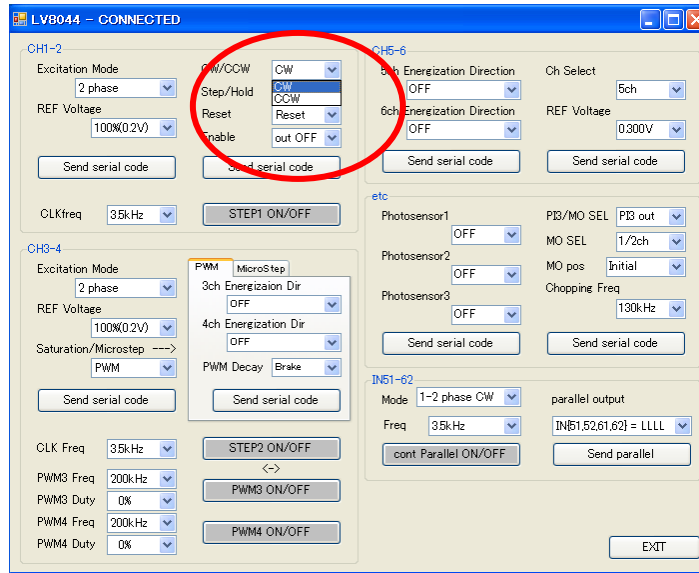 LV8044 - CONNECTED
CH1-2
Excitation Mode
2 phase
REF Voltage
100%(0.2V)
Send serial code
CLKfreq
3.5kHz
CW/CCW
CW
CW
CCW
Step/Hold
Reset
Reset
Enable
out OFF
Send serial code
STEP1 ON/OFF
CH3-4
Excitation Mode
2 phase
REF Voltage
100%(0.2V)
Saturation/Microstep --->
PWM
Send serial code
PWM
MicroStep
3ch Energizaion Dir
OFF
4ch Energization Dir
OFF
PWM Decay
Brake
Send serial code
CLK Freq
3.5kHz
STEP2 ON/OFF
<->
PWM3 Freq
200kHz
PWM3 ON/OFF
PWM3 Duty
0%
PWM4 Freq
200kHz
PWM4 ON/OFF
PWM4 Duty
0%
CH5-6
5ch Energization Direction
OFF
6ch Energization Direction
OFF
Send serial code
Ch Select
5ch
REF Voltage
0.300V
Send serial code
etc
Photosensor1
OFF
Photosensor2
OFF
Photosensor3
OFF
Send serial code
PI3/MO SEL
PI3 out
MO SEL
1/2ch
MO pos
Initial
Chopping Freq
130kHz
Send serial code
IN51-62
Mode
1-2 phase CW
Freq
3.5kHz
cont Parallel ON/OFF
parallel output
IN{51,52,61,62} = LLLL
Send parallel
EXIT